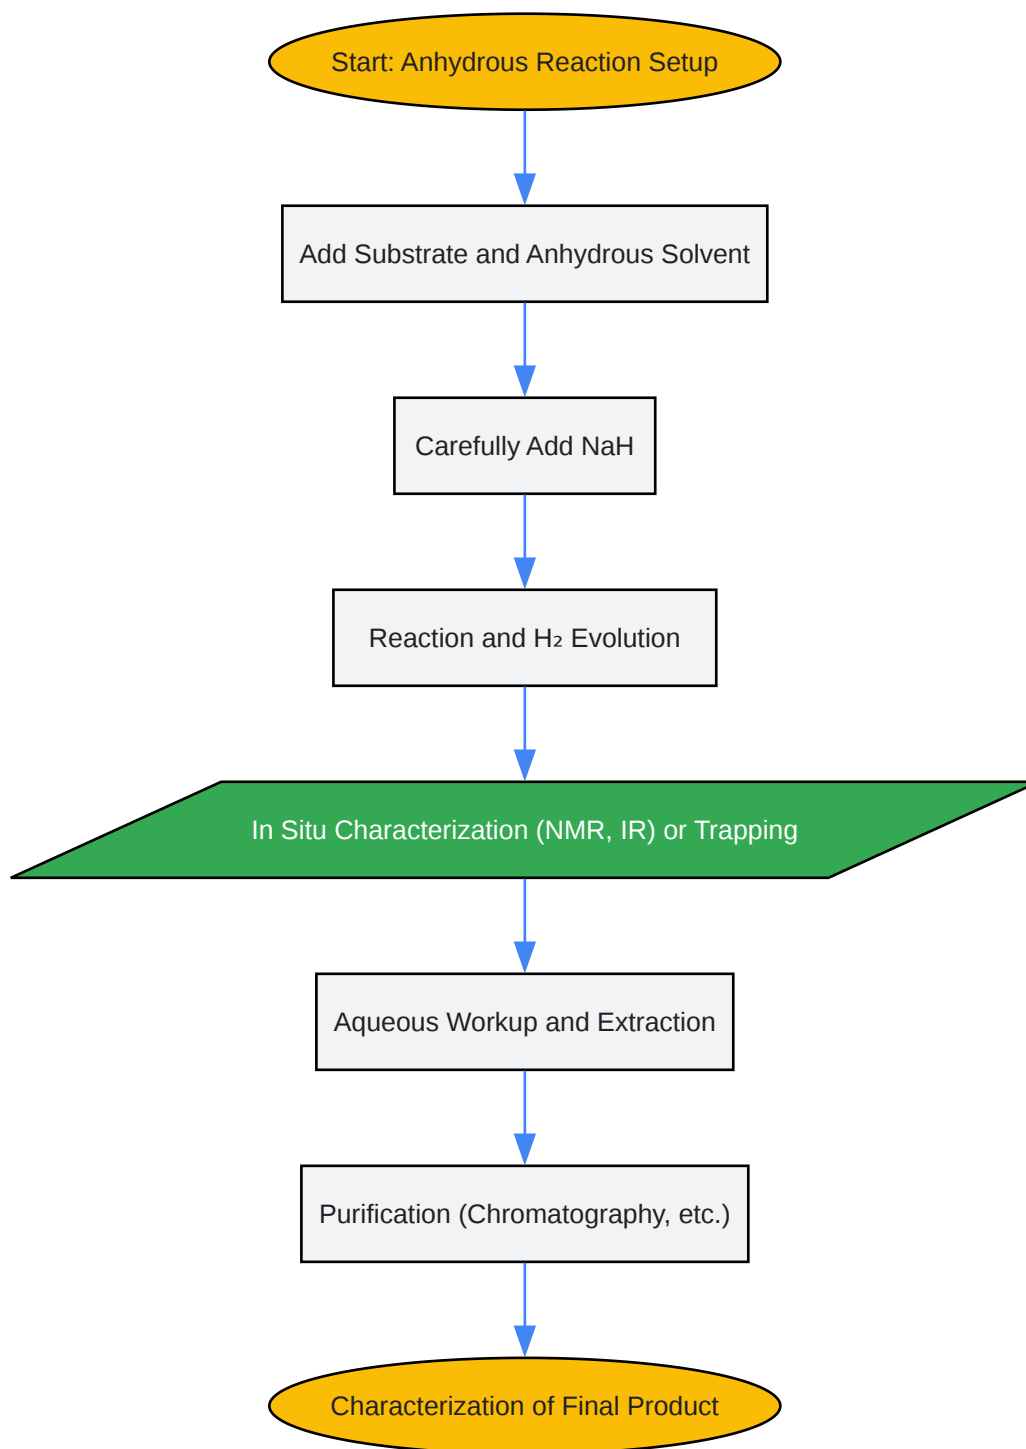 Start: Anhydrous Reaction Setup
Add Substrate and Anhydrous Solvent
Carefully Add NaH
Reaction and H₂ Evolution
In Situ Characterization (NMR, IR) or Trapping
Aqueous Workup and Extraction
Purification (Chromatography, etc.)
Characterization of Final Product